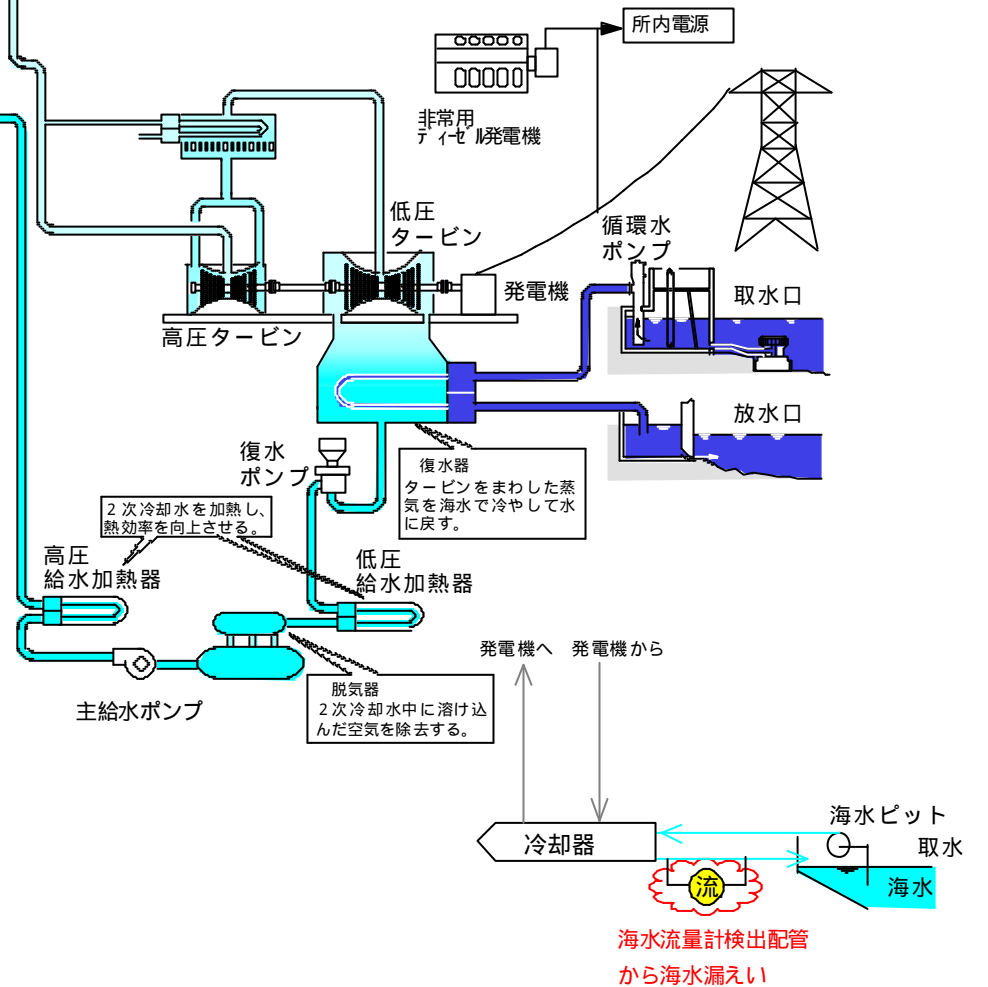 所内電源
非常用
ディーゼル発電機
低圧
タービン
循環水
ポンプ
発電機
取水口
高圧タービン
放水口
復水
ポンプ
復水器
タービンをまわした蒸
気を海水で冷やして水
に戻す。
2次冷却水を加熱し、
熱効率を向上させる。
高圧
給水加熱器
低圧
給水加熱器
発電機へ 発電機から
脱気器
2次冷却水中に溶け込
んだ空気を除去する。
主給水ポンプ
海水ピット
取水
冷却器
流
海水
海水流量計検出配管
から海水漏えい